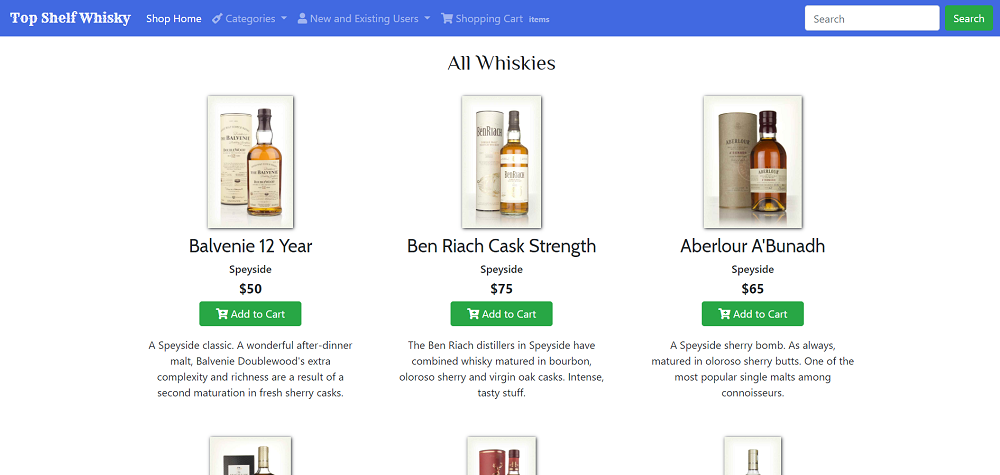 Top Shelf Whisky Shop Home Categories New and Existing Users Shopping Cart items Search Search
All Whiskies
THE BALVENIE
BenRiach
BenRiach
ABERLOUR
Balvenie 12 Year
Speyside
$50
Add to Cart
A Speyside classic. A wonderful after-dinner
malt, Balvenie Doublewood's extra
complexity and richness are a result of a
second maturation in fresh sherry casks.
Ben Riach Cask Strength
Speyside
$75
Add to Cart
The Ben Riach distillers in Speyside have
combined whisky matured in bourbon,
oloroso sherry and virgin oak casks. Intense,
tasty stuff.
Aberlour A'Bunadh
Speyside
$65
Add to Cart
A Speyside sherry bomb. As always,
matured in oloroso sherry butts. One of the
most popular single malts among
connoisseurs.